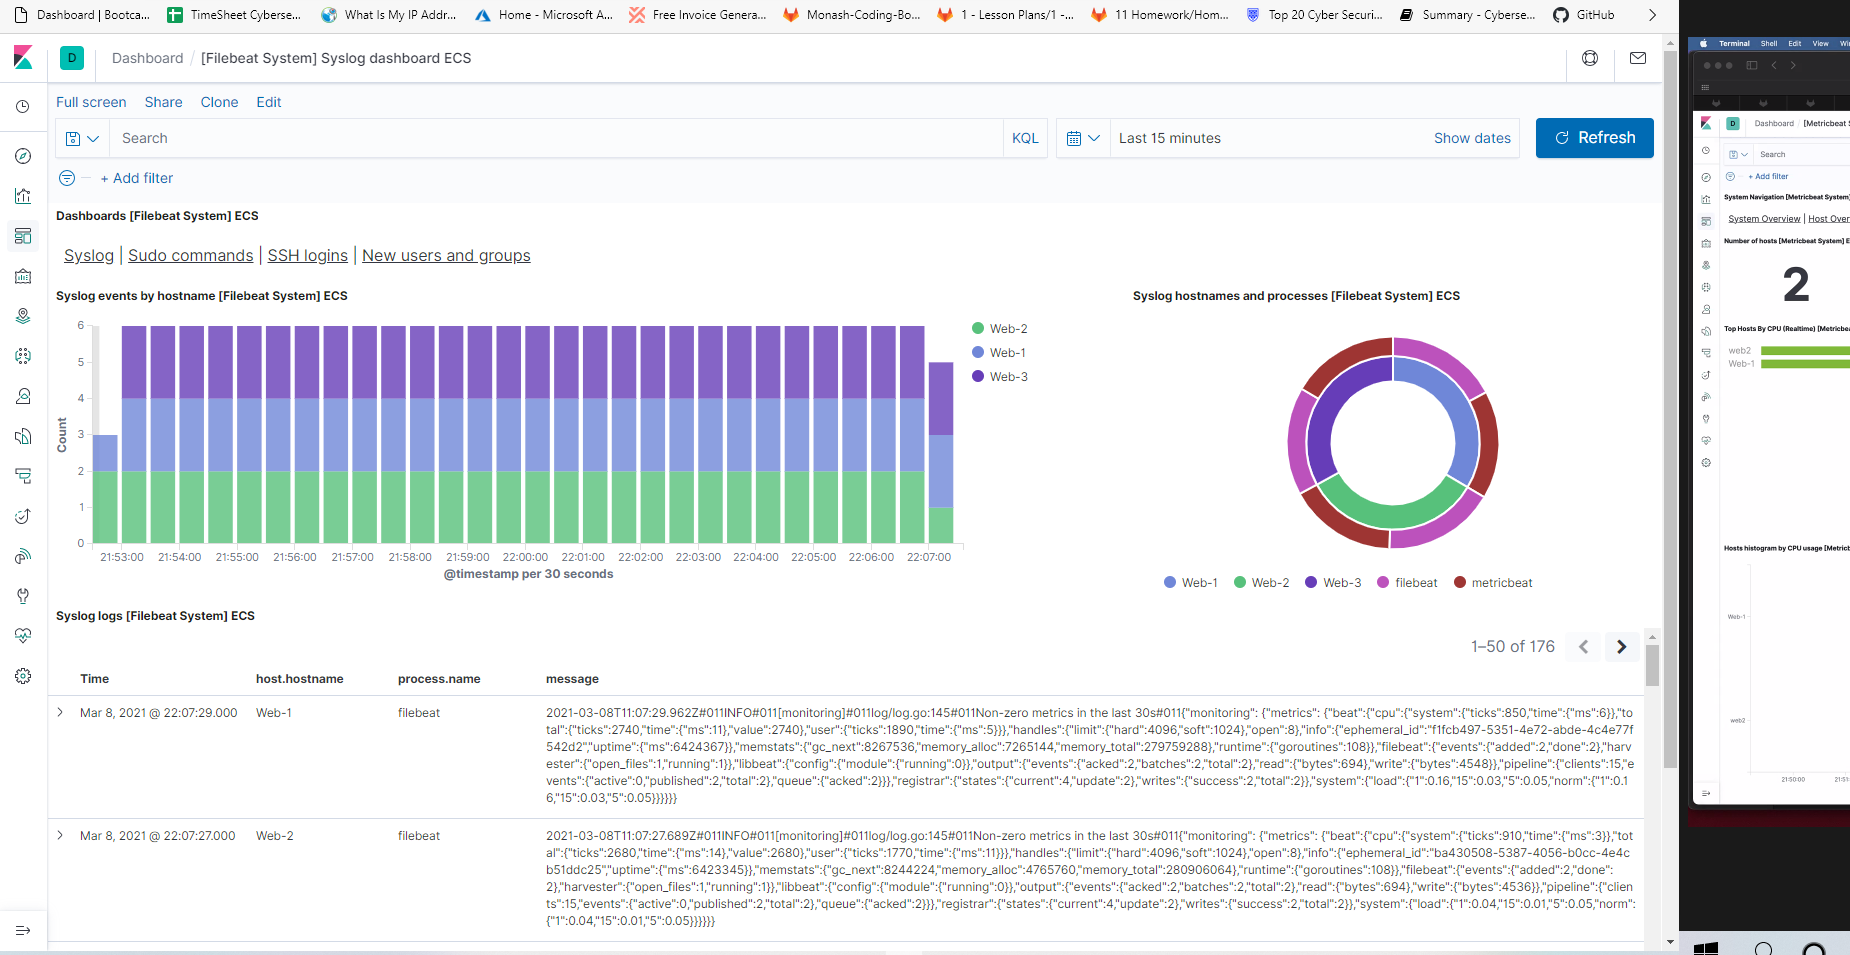 Dashboard | Bootca...
TimeSheet Cyberse...
What Is My IP Addr...
Home - Microsoft A...
Free Invoice Genera...
Monash-Coding-Bo...
1 - Lesson Plans/1 -...
11 Homework/Hom...
Top 20 Cyber Securi...
Summary - Cyberse...
GitHub
D
Dashboard / [Filebeat System] Syslog dashboard ECS
Full screen Share Clone Edit
Search KQL Last 15 minutes Show dates Refresh
+ Add filter
Dashboards [Filebeat System] ECS
Syslog | Sudo commands | SSH logins | New users and groups
Syslog events by hostname [Filebeat System] ECS
6
5
4
3
2
1
0
Count
21:53:00 21:54:00 21:55:00 21:56:00 21:57:00 21:58:00 21:59:00 22:00:00 22:01:00 22:02:00 22:03:00 22:04:00 22:05:00 22:06:00 22:07:00
@timestamp per 30 seconds
Web-2
Web-1
Web-3
Syslog hostnames and processes [Filebeat System] ECS
Web-1 Web-2 Web-3 filebeat metricbeat
Syslog logs [Filebeat System] ECS
1–50 of 176
Time host.hostname process.name message
Mar 8, 2021 @ 22:07:29.000 Web-1 filebeat 2021-03-08T11:07:29.962Z#011INFO#011[monitoring]#011log/log.go:145#011Non-zero metrics in the last 30s#011{"monitoring": {"metrics": {"beat":{"cpu":{"system":{"ticks":850,"time":{"ms":6}},"to
tal":{"ticks":2740,"time":{"ms":11},"value":2740},"user":{"ticks":1890,"time":{"ms":5}}},"handles":{"limit":{"hard":4096,"soft":1024},"open":8},"info":{"ephemeral_id":"f1fcb497-5351-4e72-abde-4c4e77f
542d2","uptime":{"ms":6424367}},"memstats":{"gc_next":8267536,"memory_alloc":7265144,"memory_total":279759288},"runtime":{"goroutines":108}},"filebeat":{"events":{"added":2,"done":2},"har
vester":{"open_files":1,"running":1}},"libbeat":{"config":{"module":{"running":0}},"output":{"events":{"acked":2,"batches":2,"total":2},"read":{"bytes":694},"write":{"bytes":4548}},"pipeline":{"clients":15,"e
vents":{"active":0,"published":2,"total":2},"queue":{"acked":2}}},"registrar":{"states":{"current":4,"update":2},"writes":{"success":2,"total":2}},"system":{"load":{"1":0.16,"15":0.03,"5":0.05,"norm":{"1":0.1
6,"15":0.03,"5":0.05}}}}}}
Mar 8, 2021 @ 22:07:27.000 Web-2 filebeat 2021-03-08T11:07:27.689Z#011INFO#011[monitoring]#011log/log.go:145#011Non-zero metrics in the last 30s#011{"monitoring": {"metrics": {"beat":{"cpu":{"system":{"ticks":910,"time":{"ms":3}},"tot
al":{"ticks":2680,"time":{"ms":14},"value":2680},"user":{"ticks":1770,"time":{"ms":11}}},"handles":{"limit":{"hard":4096,"soft":1024},"open":8},"info":{"ephemeral_id":"ba430508-5387-4056-b0cc-4e4c
b51ddc25","uptime":{"ms":6423345}},"memstats":{"gc_next":8244224,"memory_alloc":4765760,"memory_total":280906064},"runtime":{"goroutines":108}},"filebeat":{"events":{"added":2,"done":
2},"harvester":{"open_files":1,"running":1}},"libbeat":{"config":{"module":{"running":0}},"output":{"events":{"acked":2,"batches":2,"total":2},"read":{"bytes":694},"write":{"bytes":4536}},"pipeline":{"clien
ts":15,"events":{"active":0,"published":2,"total":2},"queue":{"acked":2}}},"registrar":{"states":{"current":4,"update":2},"writes":{"success":2,"total":2}},"system":{"load":{"1":0.04,"15":0.01,"5":0.05,"norm":
{"1":0.04,"15":0.01,"5":0.05}}}}}}
Terminal Shell Edit View Wi
D Dashboard / [Metricbeat S
Search
+ Add filter
System Navigation [Metricbeat System]
System Overview | Host Over
Number of hosts [Metricbeat System] E
2
Top Hosts By CPU (Realtime) [Metricbea
web2
Web-1
Hosts histogram by CPU usage [Metricb
Web-1
web2
21:50:00 21:51: